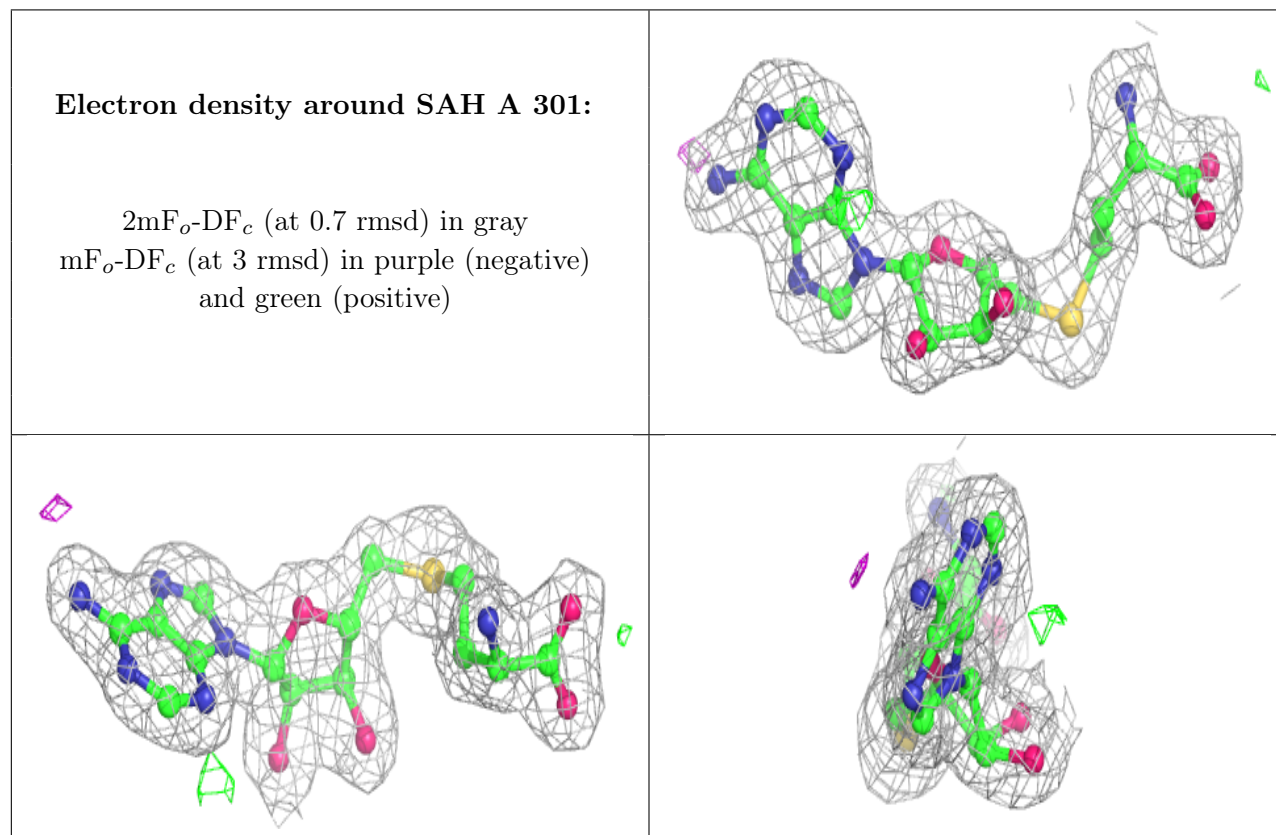 Electron density around SAH A 301:
2mFo-DFc (at 0.7 rmsd) in gray
mFo-DFc (at 3 rmsd) in purple (negative)
and green (positive)